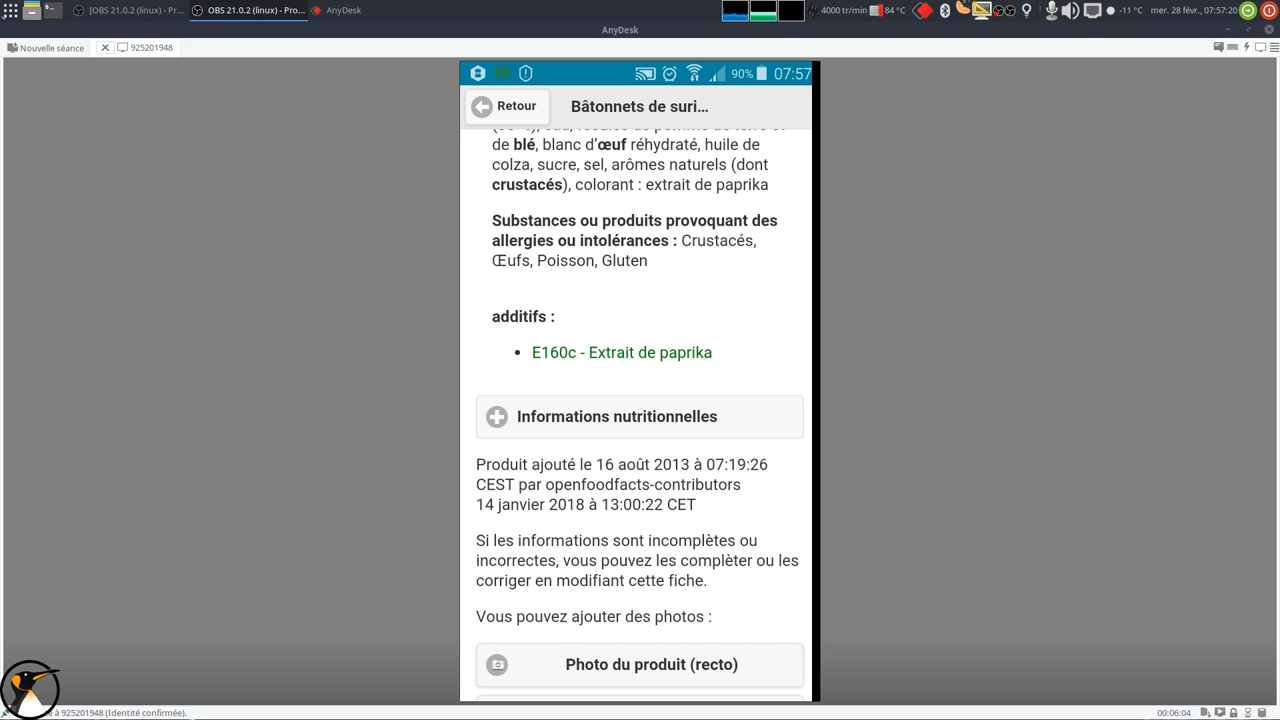 [OBS 21.0.2 (linux) - Pr...
OBS 21.0.2 (linux) - Pro...
AnyDesk
4000 tr/min
84 °C
-11 °C
mer. 28 févr., 07:57:20
AnyDesk
Nouvelle séance
925201948
90%
07:57
Retour
Bâtonnets de suri...
de blé, blanc d’œuf réhydraté, huile de
colza, sucre, sel, arômes naturels (dont
crustacés), colorant : extrait de paprika
Substances ou produits provoquant des
allergies ou intolérances : Crustacés,
Œufs, Poisson, Gluten
additifs :
• E160c - Extrait de paprika
Informations nutritionnelles
Produit ajouté le 16 août 2013 à 07:19:26
CEST par openfoodfacts-contributors
14 janvier 2018 à 13:00:22 CET
Si les informations sont incomplètes ou
incorrectes, vous pouvez les complèter ou les
corriger en modifiant cette fiche.
Vous pouvez ajouter des photos :
Photo du produit (recto)
à 925201948 (Identité confirmée).
00:06:04